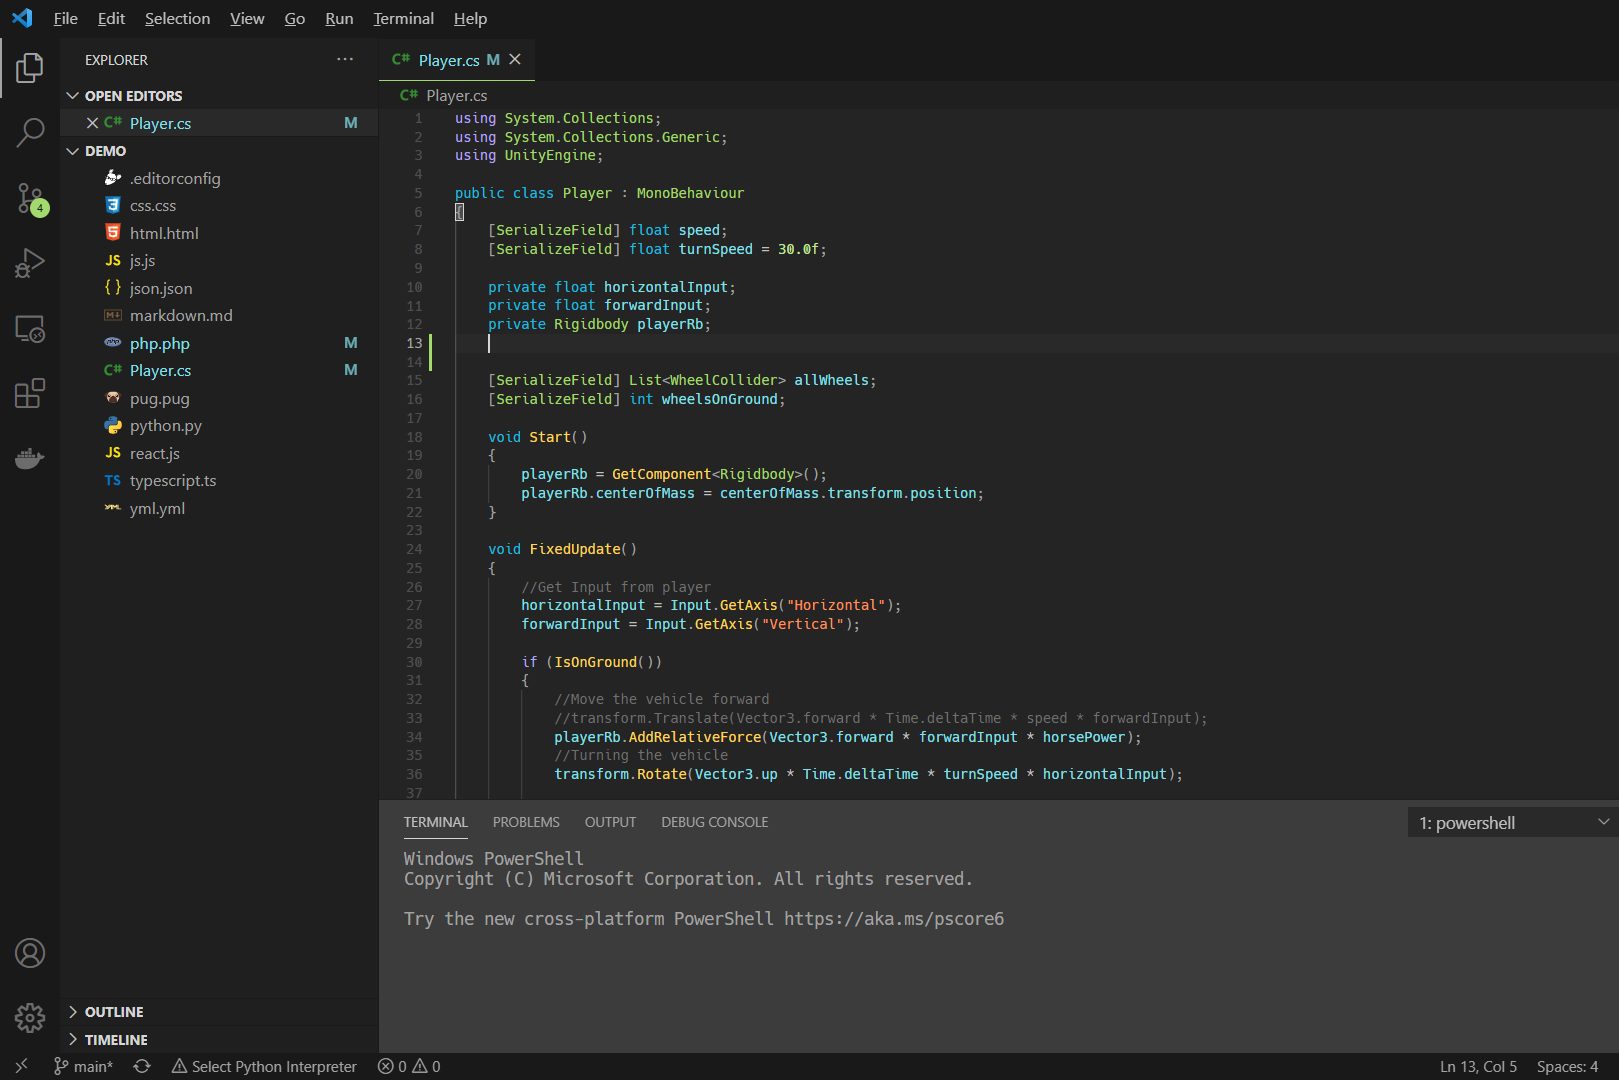 File Edit Selection View Go Run Terminal Help
EXPLORER ···
OPEN EDITORS
C# Player.cs M
DEMO
.editorconfig
css.css
html.html
JS js.js
{ } json.json
M markdown.md
php php.php M
C# Player.cs M
pug.pug
python.py
JS react.js
TS typescript.ts
YML yml.yml
OUTLINE
TIMELINE
4
C# Player.cs M
C# Player.cs
1 using System.Collections;
2 using System.Collections.Generic;
3 using UnityEngine;
4
5 public class Player : MonoBehaviour
6 {
7 [SerializeField] float speed;
8 [SerializeField] float turnSpeed = 30.0f;
9
10 private float horizontalInput;
11 private float forwardInput;
12 private Rigidbody playerRb;
13
14
15 [SerializeField] List<WheelCollider> allWheels;
16 [SerializeField] int wheelsOnGround;
17
18 void Start()
19 {
20 playerRb = GetComponent<Rigidbody>();
21 playerRb.centerOfMass = centerOfMass.transform.position;
22 }
23
24 void FixedUpdate()
25 {
26 //Get Input from player
27 horizontalInput = Input.GetAxis("Horizontal");
28 forwardInput = Input.GetAxis("Vertical");
29
30 if (IsOnGround())
31 {
32 //Move the vehicle forward
33 //transform.Translate(Vector3.forward * Time.deltaTime * speed * forwardInput);
34 playerRb.AddRelativeForce(Vector3.forward * forwardInput * horsePower);
35 //Turning the vehicle
36 transform.Rotate(Vector3.up * Time.deltaTime * turnSpeed * horizontalInput);
37
TERMINAL PROBLEMS OUTPUT DEBUG CONSOLE 1: powershell
Windows PowerShell
Copyright (C) Microsoft Corporation. All rights reserved.
Try the new cross-platform PowerShell https://aka.ms/pscore6
main* Select Python Interpreter 0 0 Ln 13, Col 5 Spaces: 4